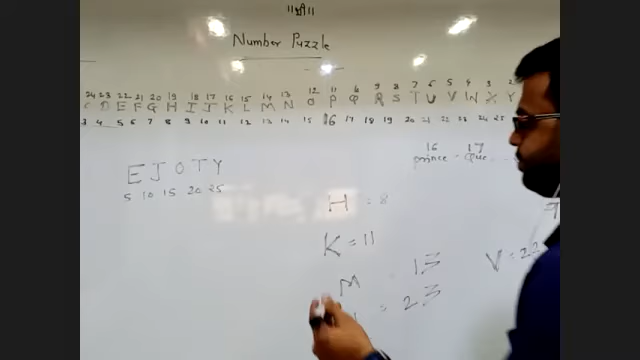 ॥श्री॥
Number Puzzle
24 23 22 21 20 19 18 17 16 15 14 13 12 11 10 9 8 7 6 5 4 3 2
C D E F G H I J K L M N O P Q R S T U V W X Y
3 4 5 6 7 8 9 10 11 12 13 14 15 16 17 18 19 20 21 22 23 24 25
16 17
prince - Que
E J O T Y
5 10 15 20 25
H = 8
K = 11
M 13
= 23
V = 22